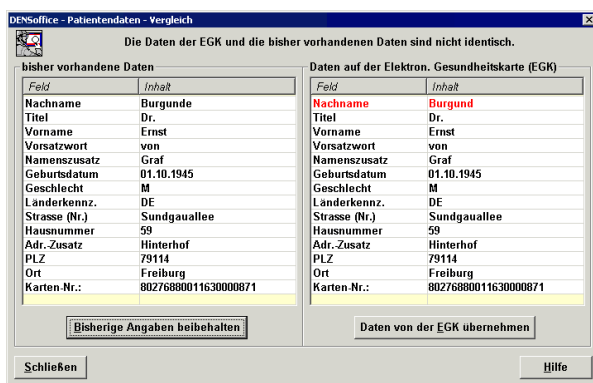 DENSoffice - Patientendaten - Vergleich
Die Daten der EGK und die bisher vorhandenen Daten sind nicht identisch.
bisher vorhandene Daten
Feld Inhalt
Nachname Burgunde
Titel Dr.
Vorname Ernst
Vorsatzwort von
Namenszusatz Graf
Geburtsdatum 01.10.1945
Geschlecht M
Länderkennz. DE
Strasse (Nr.) Sundgauallee
Hausnummer 59
Adr.-Zusatz Hinterhof
PLZ 79114
Ort Freiburg
Karten-Nr.: 80276880011630000871
Bisherige Angaben beibehalten
Daten auf der Elektron. Gesundheitskarte (EGK)
Feld Inhalt
Nachname Burgund
Titel Dr.
Vorname Ernst
Vorsatzwort von
Namenszusatz Graf
Geburtsdatum 01.10.1945
Geschlecht M
Länderkennz. DE
Strasse (Nr.) Sundgauallee
Hausnummer 59
Adr.-Zusatz Hinterhof
PLZ 79114
Ort Freiburg
Karten-Nr.: 80276880011630000871
Daten von der EGK übernehmen
Schließen
Hilfe